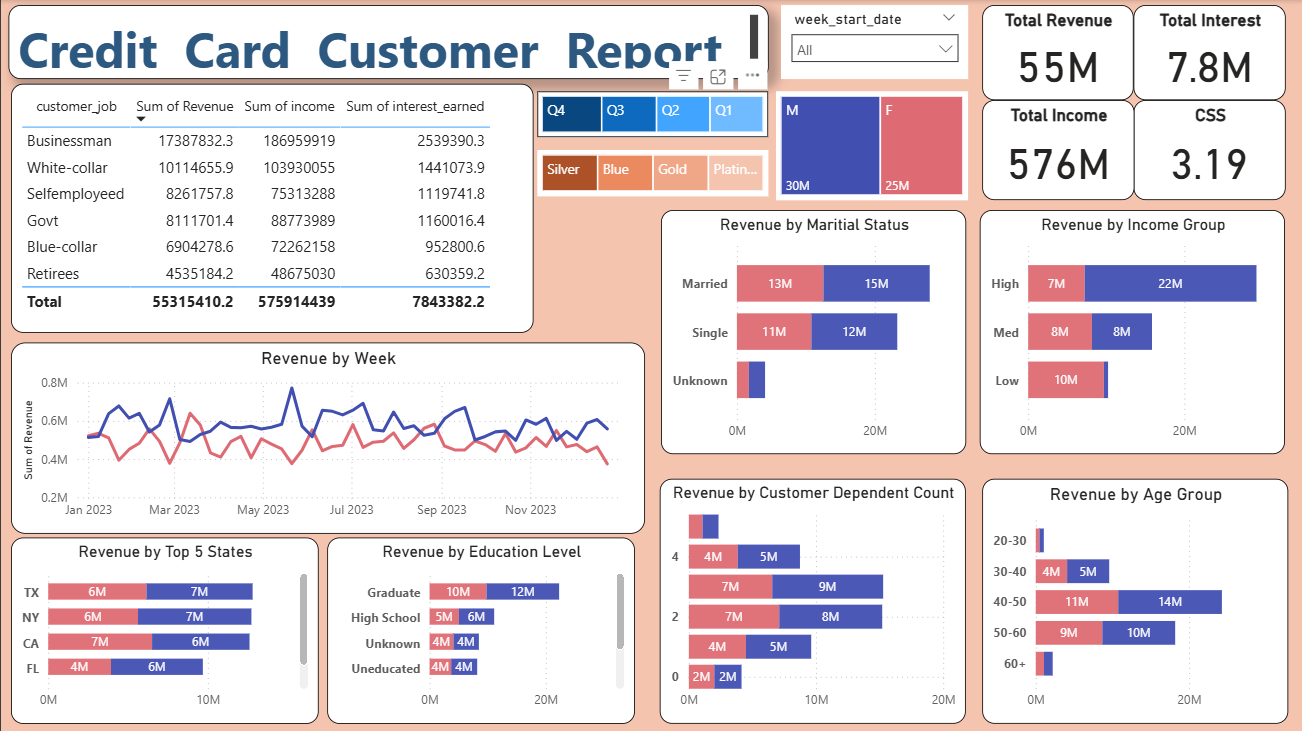 Credit Card Customer Report
week_start_date
All
Total Revenue
55M
Total Interest
7.8M
Total Income
576M
CSS
3.19
customer_job Sum of Revenue Sum of income Sum of interest_earned
Businessman 17387832.3 186959919 2539390.3
White-collar 10114655.9 103930055 1441073.9
Selfemployeed 8261757.8 75313288 1119741.8
Govt 8111701.4 88773989 1160016.4
Blue-collar 6904278.6 72262158 952800.6
Retirees 4535184.2 48675030 630359.2
Total 55315410.2 575914439 7843382.2
Q4 Q3 Q2 Q1
Silver Blue Gold Platin...
M F
30M 25M
Revenue by Maritial Status
Married 13M 15M
Single 11M 12M
Unknown
0M 20M
Revenue by Income Group
High 7M 22M
Med 8M 8M
Low 10M
0M 20M
Revenue by Week
Sum of Revenue
0.8M
0.6M
0.4M
0.2M
Jan 2023 Mar 2023 May 2023 Jul 2023 Sep 2023 Nov 2023
Revenue by Top 5 States
TX 6M 7M
NY 6M 7M
CA 7M 6M
FL 4M 6M
0M 10M
Revenue by Education Level
Graduate 10M 12M
High School 5M 6M
Unknown 4M 4M
Uneducated 4M 4M
0M 20M
Revenue by Customer Dependent Count
4 4M 5M
7M 9M
2 7M 8M
4M 5M
0 2M 2M
0M 10M 20M
Revenue by Age Group
20-30
30-40 4M 5M
40-50 11M 14M
50-60 9M 10M
60+
0M 20M